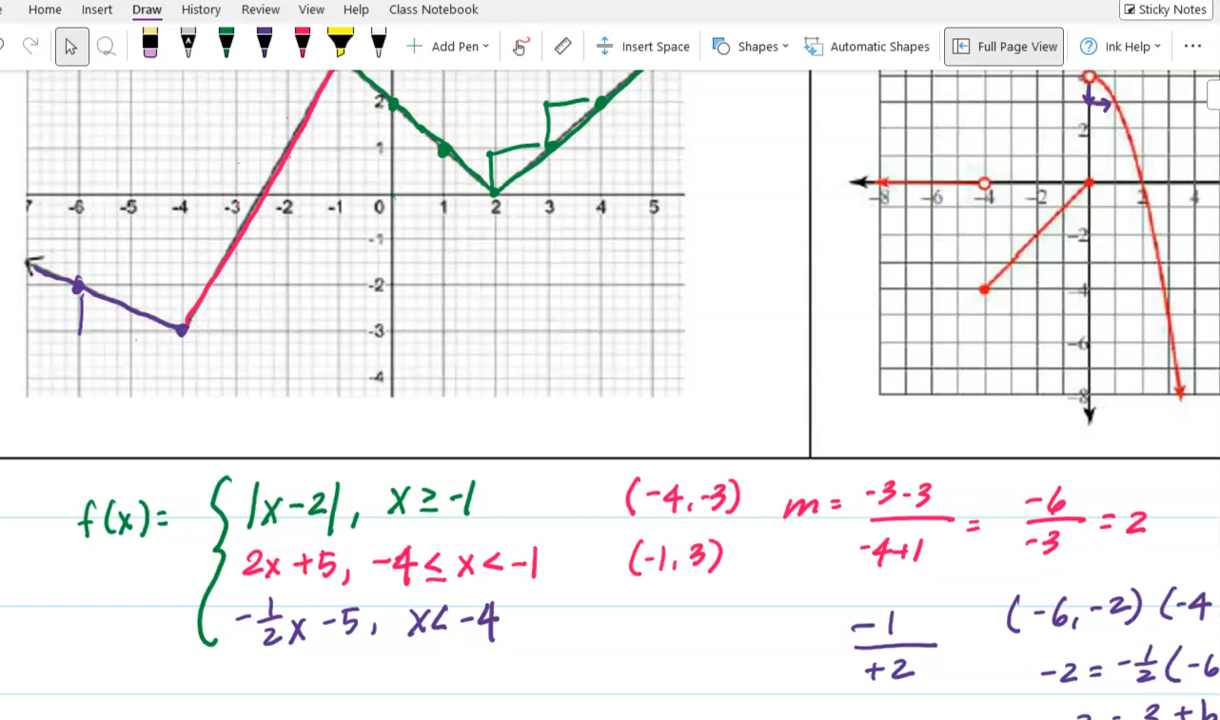 Home Insert Draw History Review View Help Class Notebook Sticky Notes
Add Pen Insert Space Shapes Automatic Shapes Full Page View Ink Help
2
1
7 -6 -5 -4 -3 -2 -1 0 1 2 3 4 5
-1
-2
-3
-4
2
-8 -6 -4 -2 2 4
-2
-4
-6
-8
f(x)= { |x-2|, x ≥ -1
2x+5, -4 ≤ x < -1
-1/2x -5, x < -4
(-4,-3) m = -3-3/-4+1 = -6/-3 = 2
(-1,3)
-1/+2
(-6,-2) (-4
-2 = -1/2(-6